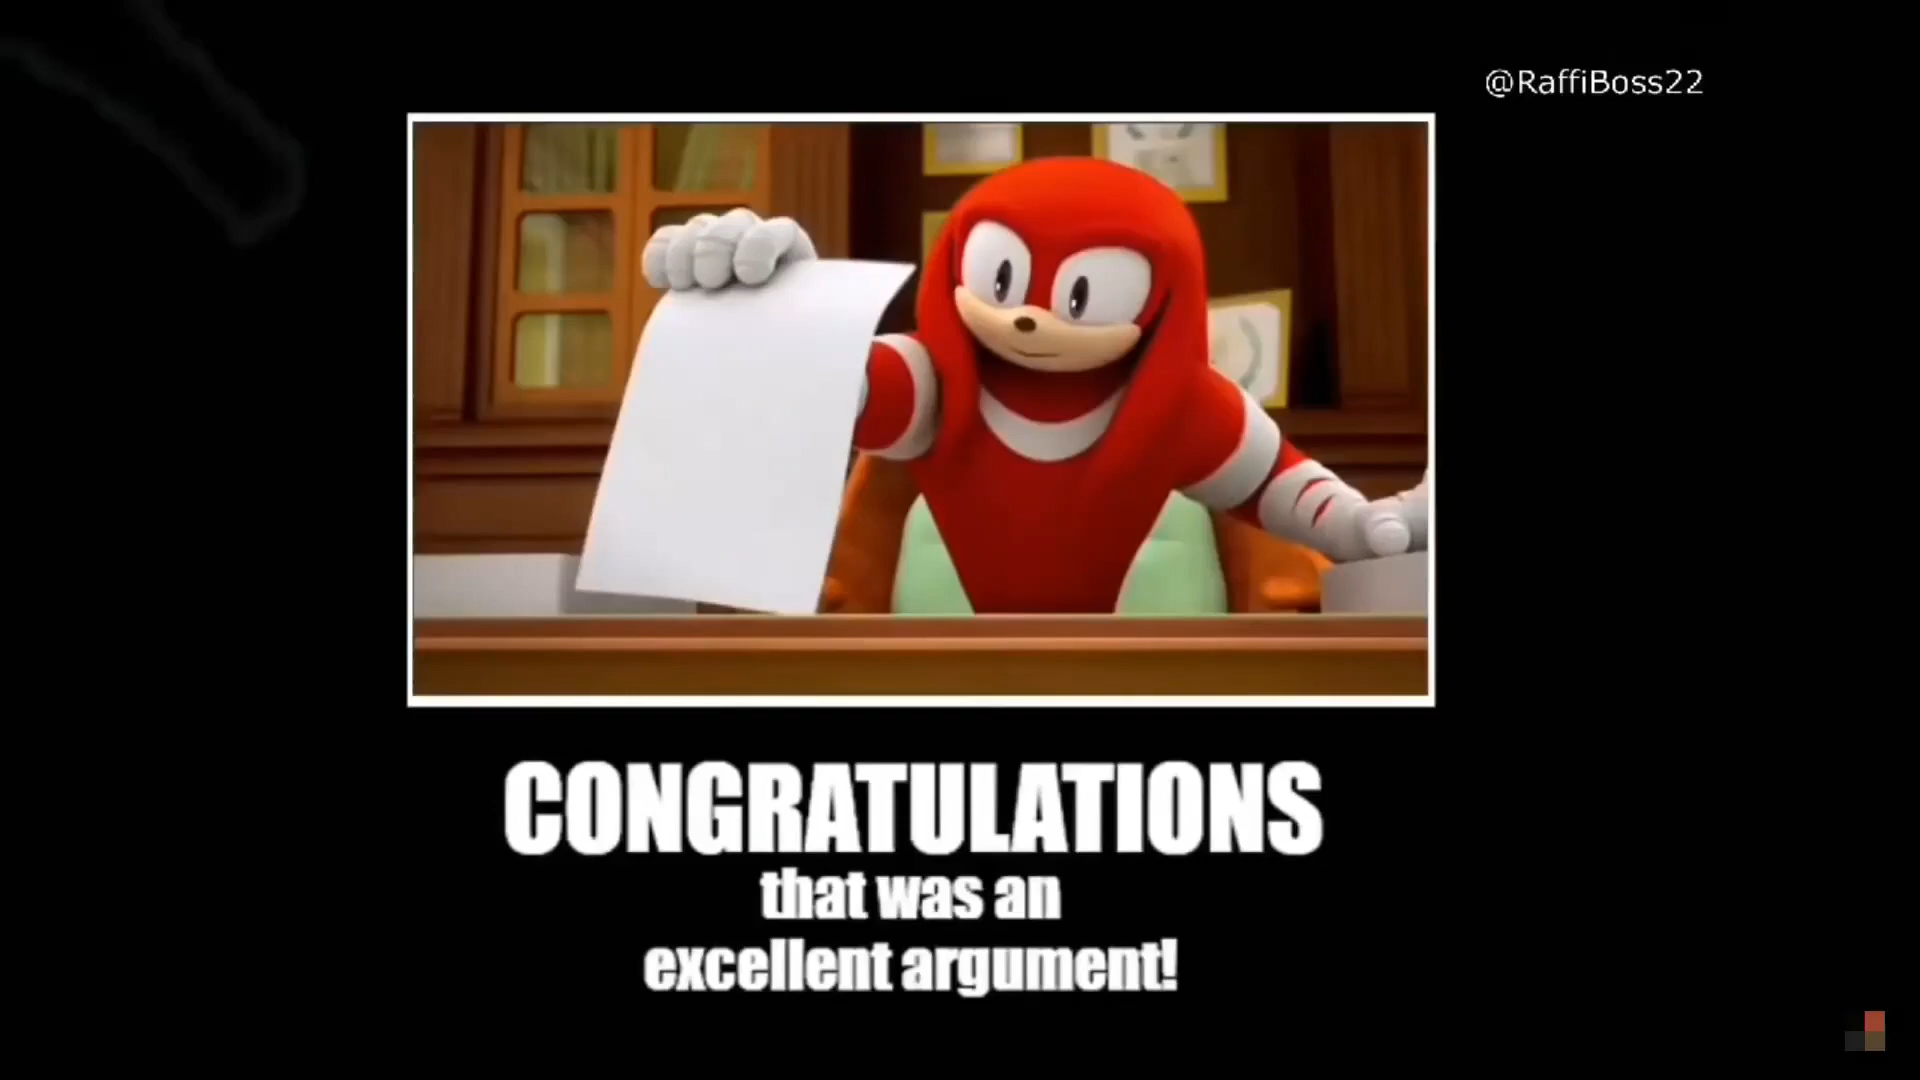 @RaffiBoss22
CONGRATULATIONS
that was an
excellent argument!